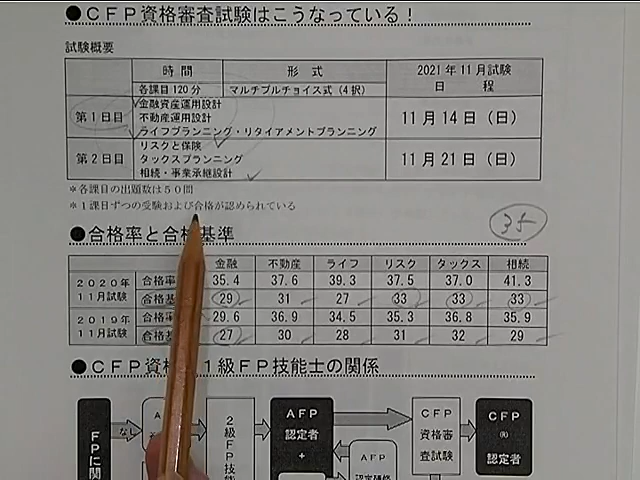 ●ＣＦＰ資格審査試験はこうなっている！
試験概要
時間 形式 2021年11月試験
日程
各課目120分 マルチプルチョイス式（4択）
第1日目 金融資産運用設計
不動産運用設計
ライフプランニング・リタイアメントプランニング
11月14日（日）
第2日目 リスクと保険
タックスプランニング
相続・事業承継設計
11月21日（日）
＊各課目の出題数は５０問
＊１課目ずつの受験および合格が認められている
35
●合格率と合格基準
金融 不動産 ライフ リスク タックス 相続
２０２０年
１１月試験
合格率 35.4 37.6 39.3 37.5 37.0 41.3
合格基 29 31 27 33 33 33
２０１９年
１１月試験
合格率 29.6 36.9 34.5 35.3 36.8 35.9
合格基 27 30 28 31 32 29
●ＣＦＰ資格 １級ＦＰ技能士の関係
ＦＰに関
なし
２級ＦＰ技能
ＡＦＰ
認定者
＋
ＡＦＰ
ＣＦＰ
資格審
査試験
ＣＦＰ
®
認定者